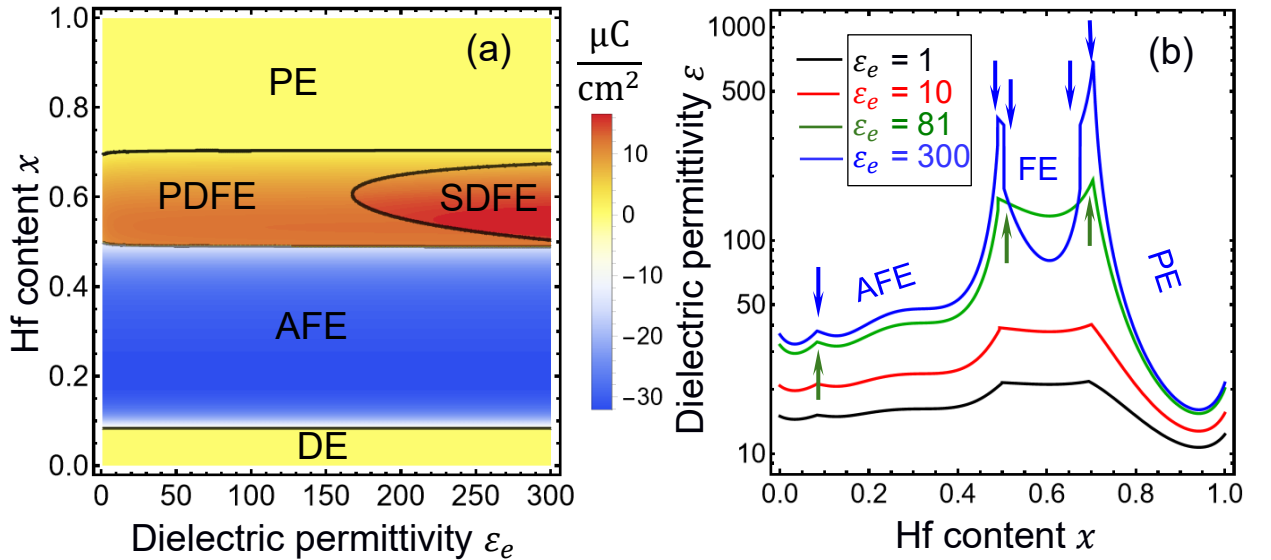 (a)
PE
PDFE
SDFE
AFE
DE
1.0
0.8
0.6
0.4
0.2
0.0
Hf content x
0
50
100
150
200
250
300
Dielectric permittivity εe
μC
cm²
10
0
−10
−20
−30
(b)
εe = 1
εe = 10
εe = 81
εe = 300
FE
AFE
PE
1000
500
100
50
10
Dielectric permittivity ε
0.0
0.2
0.4
0.6
0.8
1.0
Hf content x